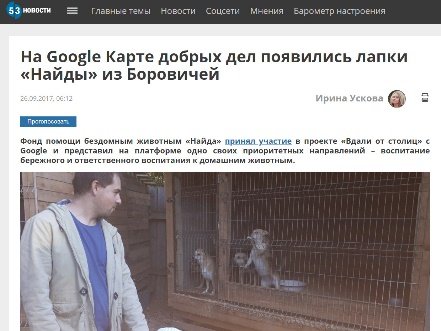 53 НОВОСТИ Главные темы Новости Соцсети Мнения Барометр настроения
На Google Карте добрых дел появились лапки
«Найды» из Боровичей
26.09.2017, 06:12 Ирина Ускова
Проголосовать
Фонд помощи бездомным животным «Найда» принял участие в проекте «Вдали от столиц» с
Google и представил на платформе одно своих приоритетных направлений – воспитание
бережного и ответственного воспитания к домашним животным.